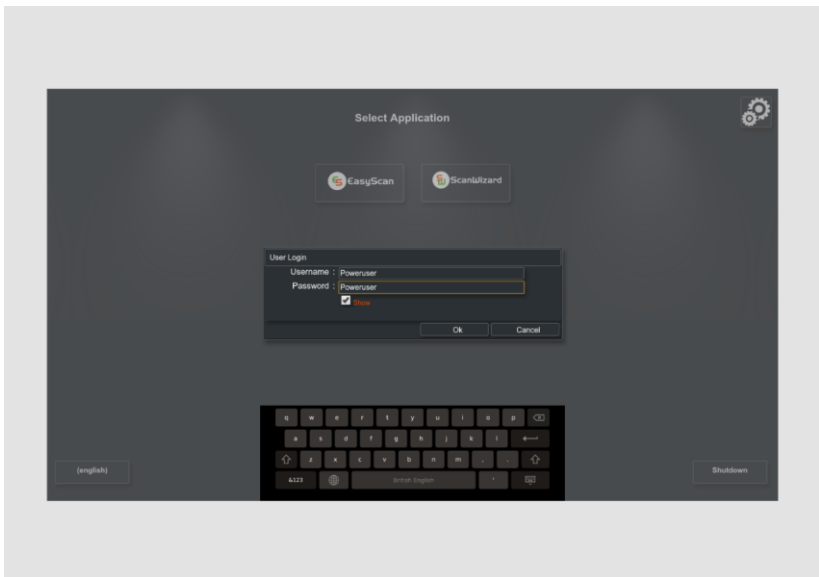 Select Application
EasyScan
ScanWizard
User Login
Username : Poweruser
Password : Poweruser
Show
Ok Cancel
q w e r t y u i o p
a s d f g h j k l
z x c v b n m , .
&123 British English '
(english)
Shutdown